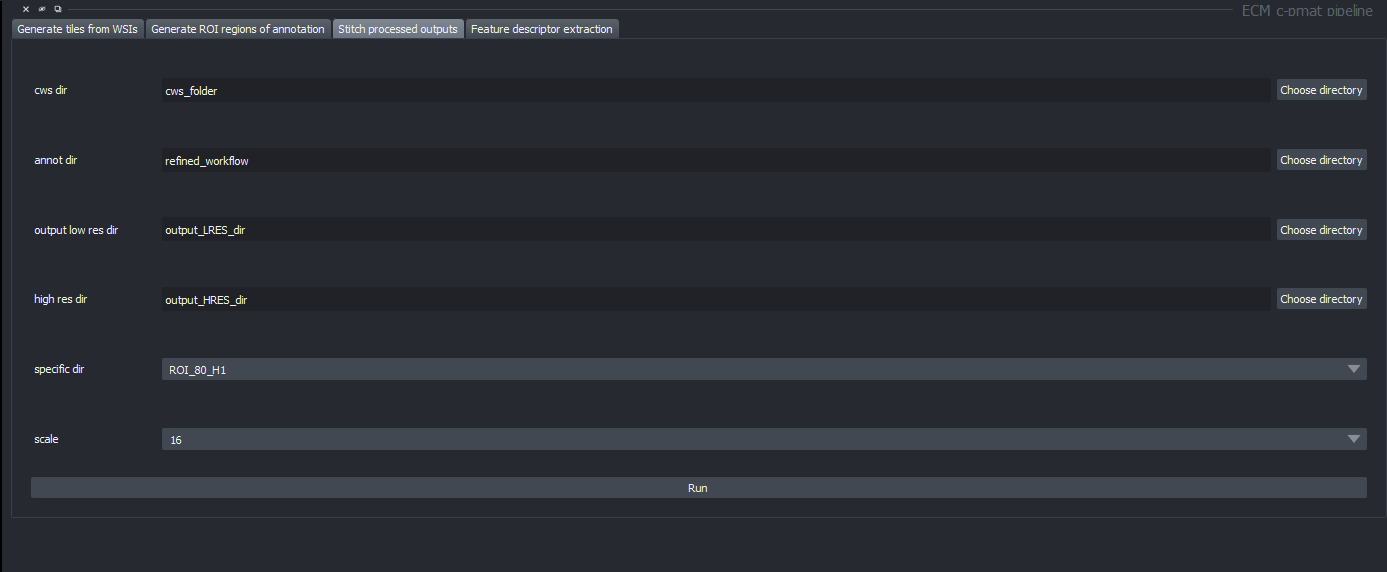 ECM c-pmat pipeline
Generate tiles from WSIs Generate ROI regions of annotation Stitch processed outputs Feature descriptor extraction
cws dir cws_folder Choose directory
annot dir refined_workflow Choose directory
output low res dir output_LRES_dir Choose directory
high res dir output_HRES_dir Choose directory
specific dir ROI_80_H1
scale 16
Run